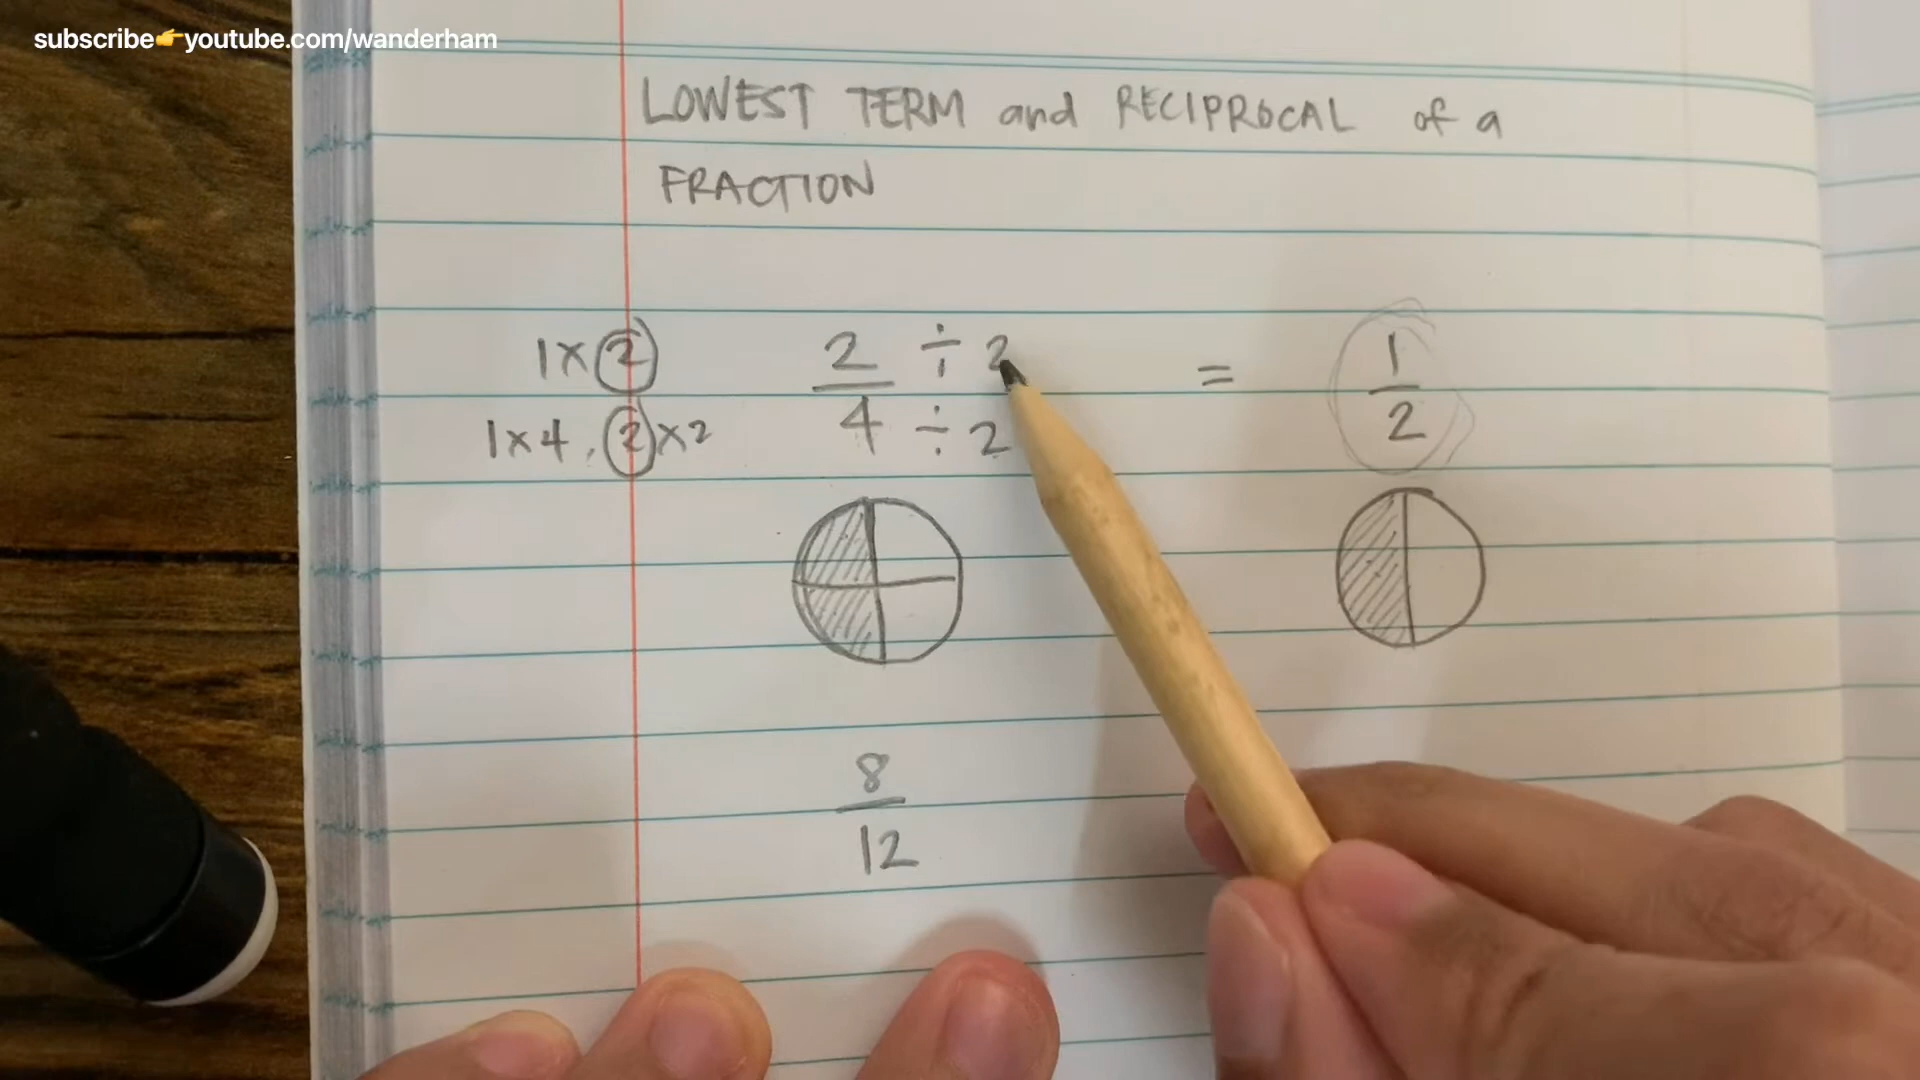 subscribe👉youtube.com/wanderham
LOWEST TERM and RECIPROCAL of a
FRACTION
1×2 2 ÷ 2 = 1
1×4, 2×2 4 ÷ 2 2
8
12